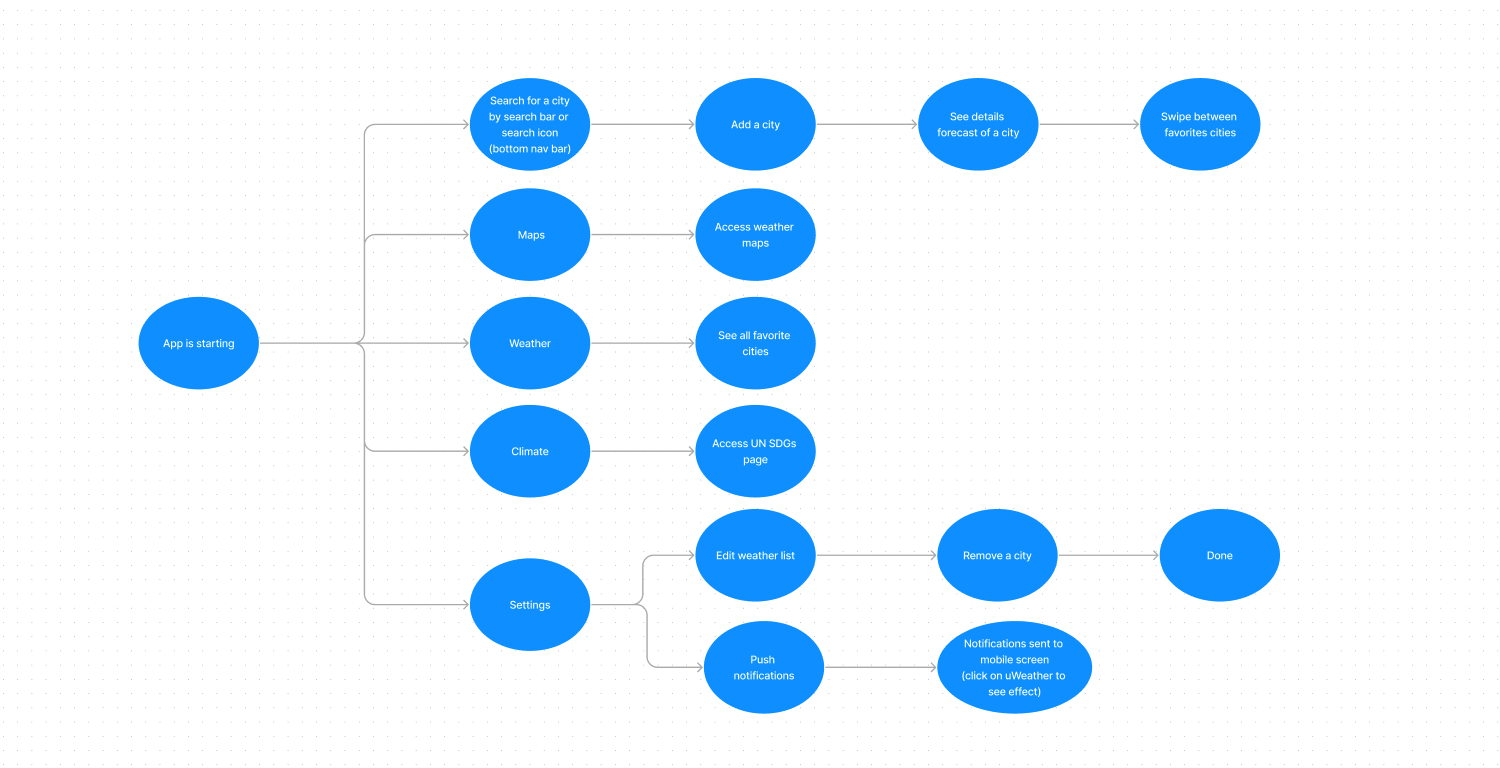 Search for a city
by search bar or
search icon
(bottom nav bar)
Add a city
See details
forecast of a city
Swipe between
favorites cities
Maps
Access weather
maps
App is starting
Weather
See all favorite
cities
Climate
Access UN SDGs
page
Settings
Edit weather list
Remove a city
Done
Push
notifications
Notifications sent to
mobile screen
(click on uWeather to
see effect)